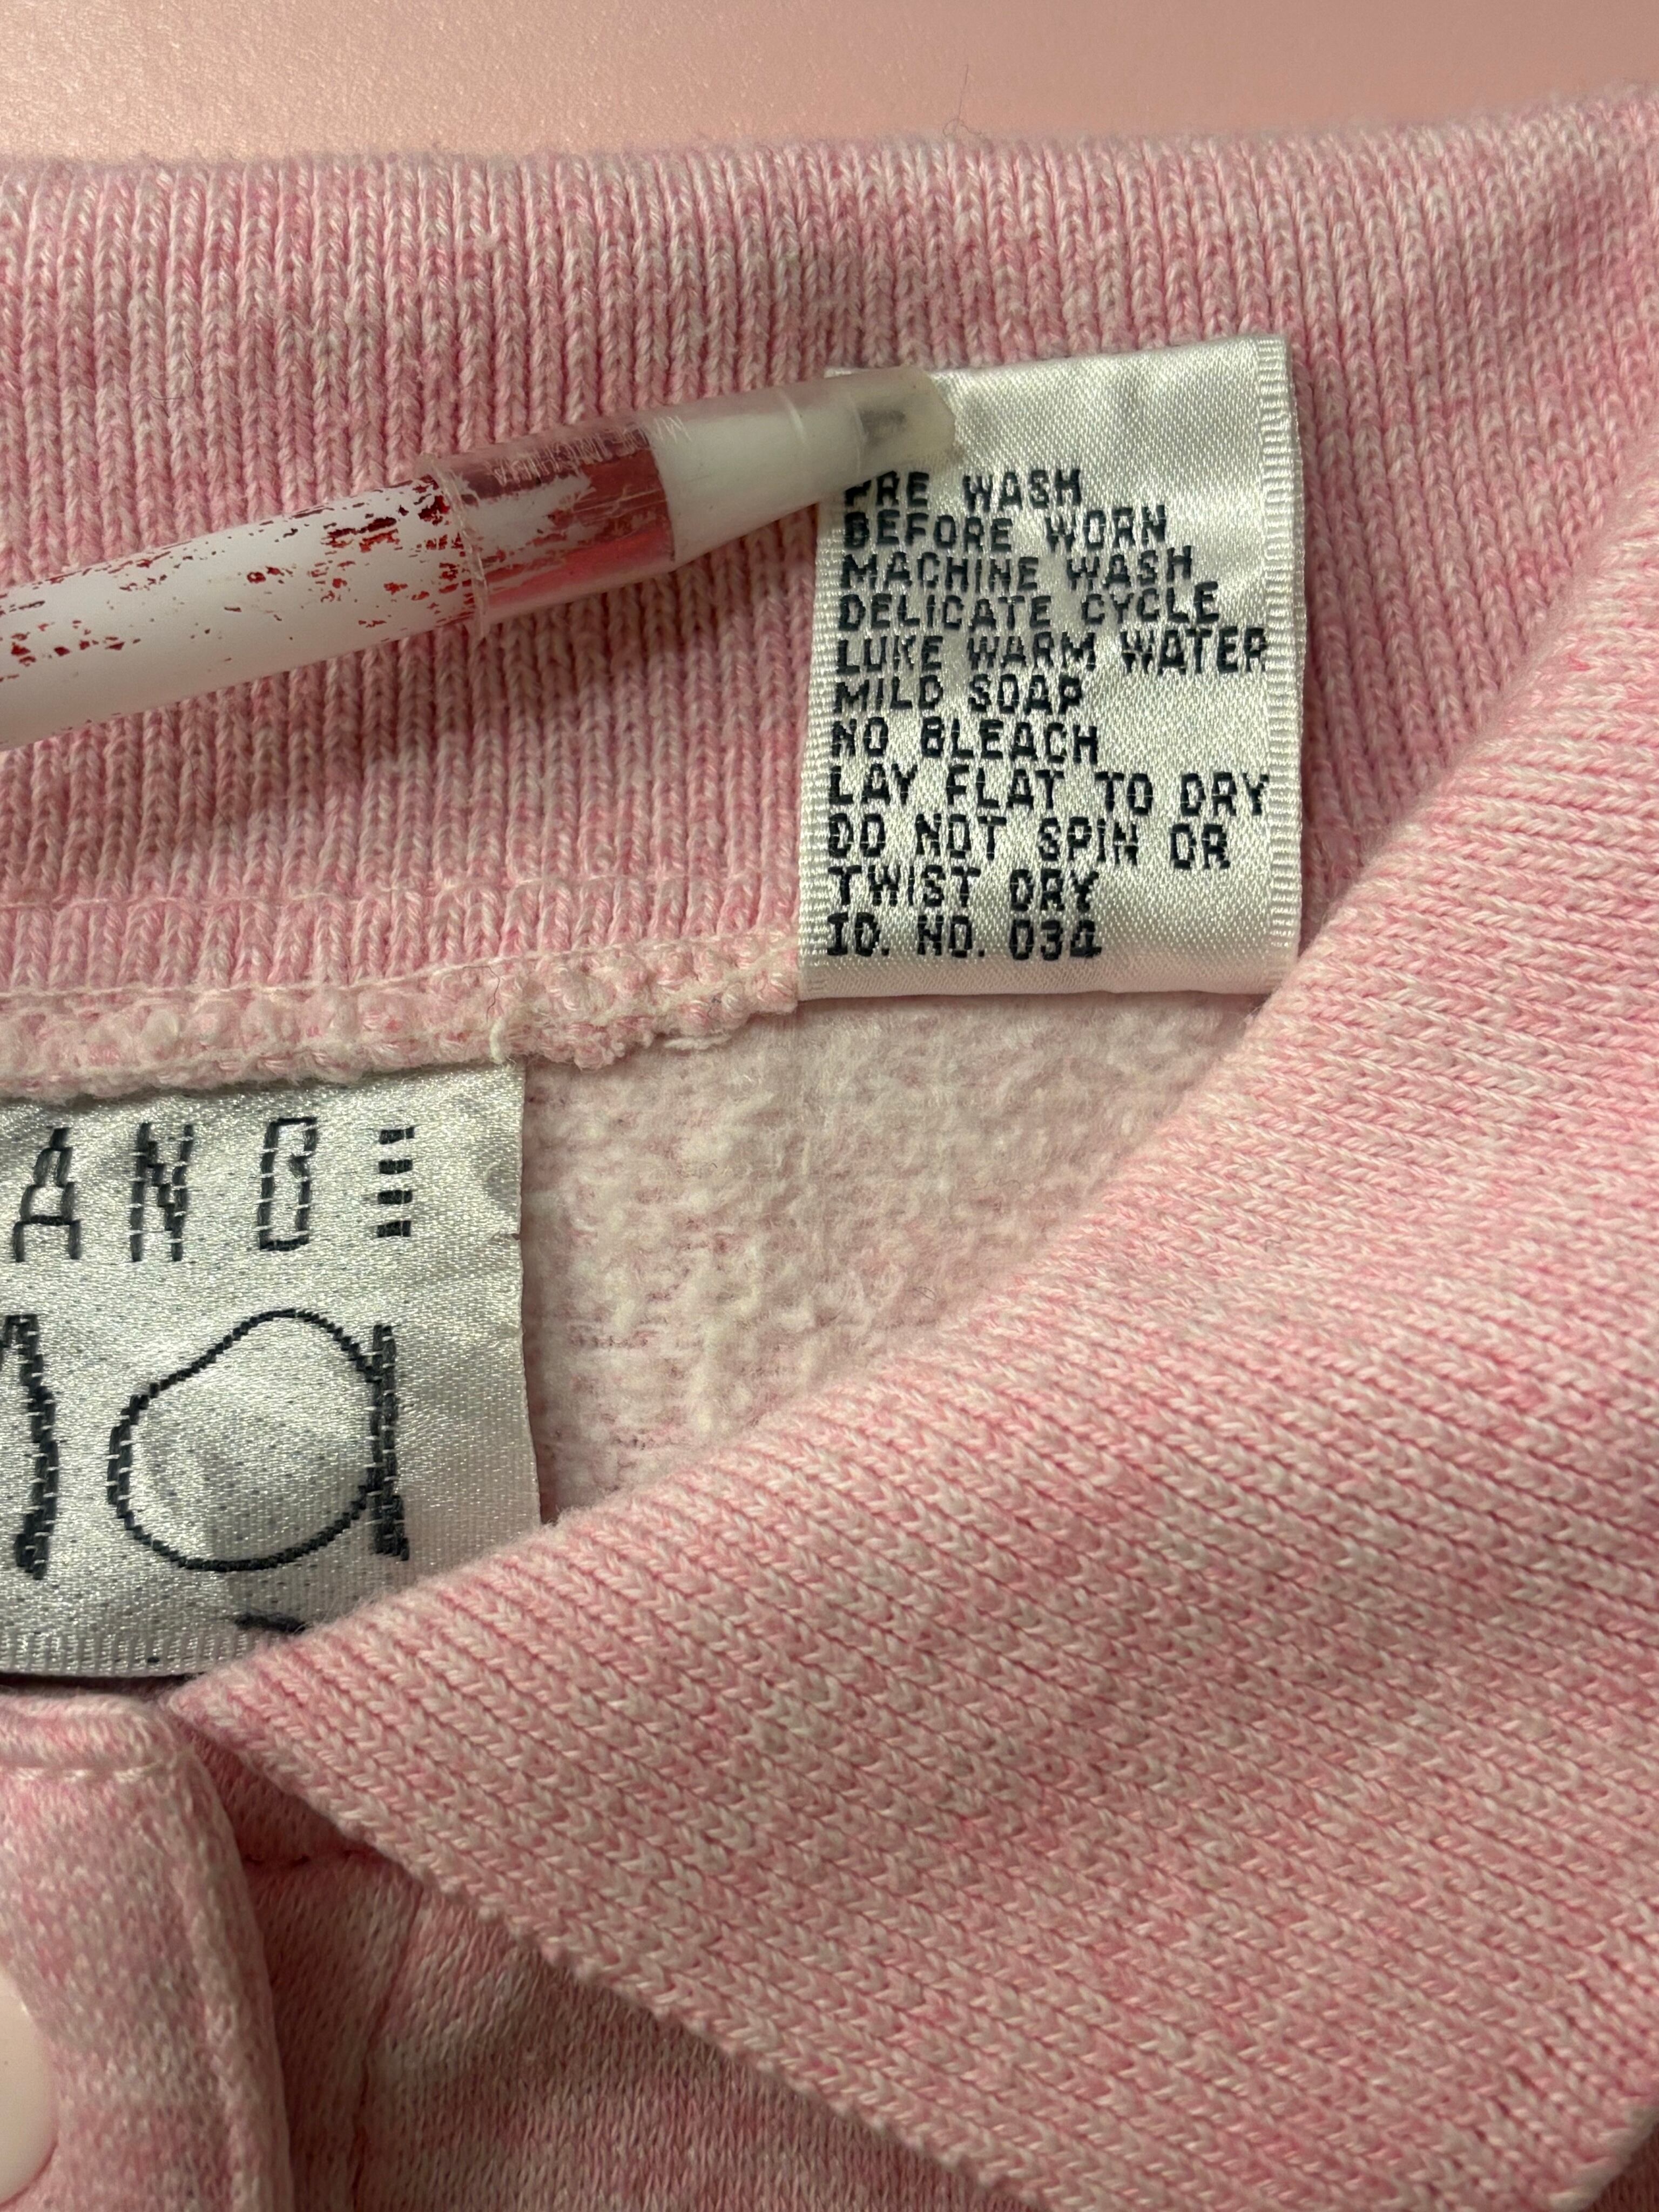 PRE WASH
BEFORE WORN
MACHINE WASH
DELICATE CYCLE
LUKE WARM WATER
MILD SOAP
NO BLEACH
LAY FLAT TO DRY
DO NOT SPIN OR
TWIST DRY
ID. NO. 034